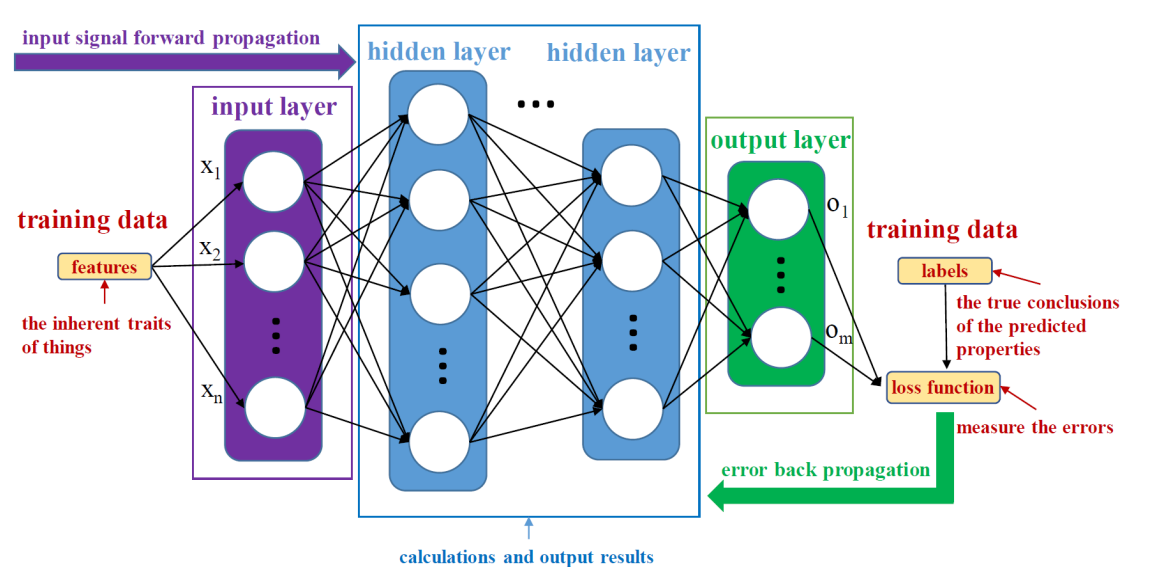 input signal forward propagation
hidden layer
hidden layer
input layer
output layer
x1
x2
xn
training data
features
the inherent traits
of things
o1
om
training data
labels
the true conclusions
of the predicted
properties
loss function
measure the errors
error back propagation
calculations and output results